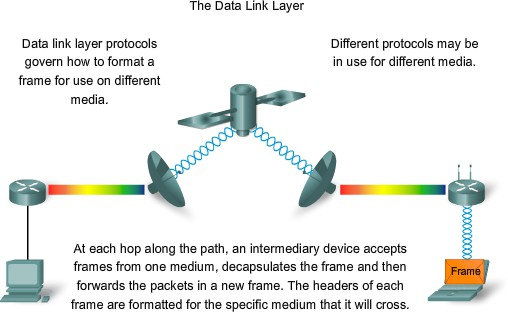 The Data Link Layer
Data link layer protocols
govern how to format a
frame for use on different
media.
Different protocols may be
in use for different media.
At each hop along the path, an intermediary device accepts
frames from one medium, decapsulates the frame and then
forwards the packets in a new frame. The headers of each
frame are formatted for the specific medium that it will cross.
Frame